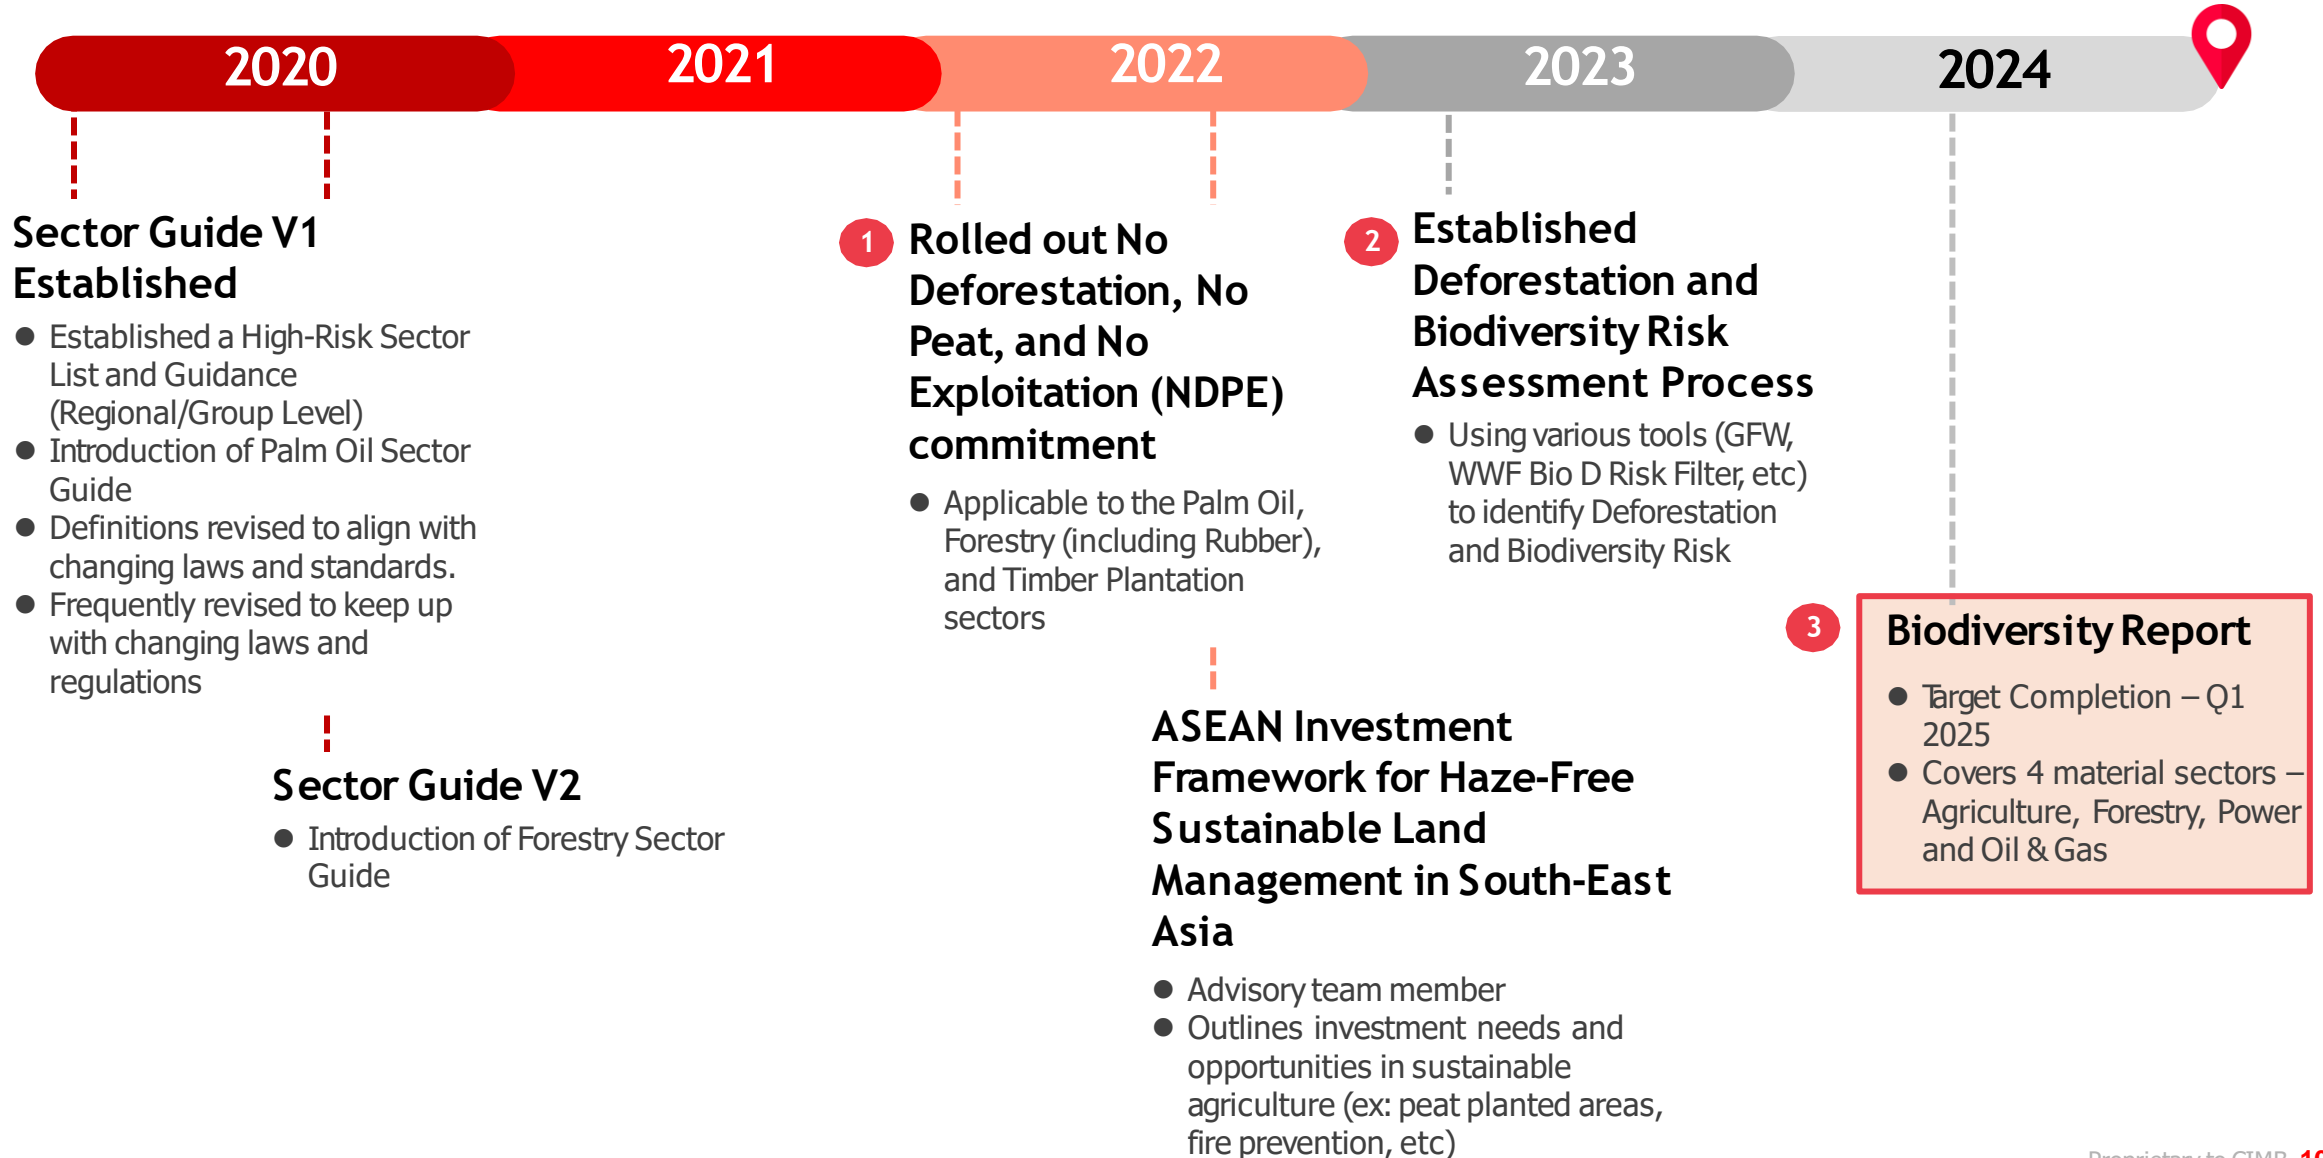 2020
2021
2022
2023
2024
Sector Guide V1
Established
● Established a High-Risk Sector
List and Guidance
(Regional/Group Level)
● Introduction of Palm Oil Sector
Guide
● Definitions revised to align with
changing laws and standards.
● Frequently revised to keep up
with changing laws and
regulations
Sector Guide V2
● Introduction of Forestry Sector
Guide
1
Rolled out No
Deforestation, No
Peat, and No
Exploitation (NDPE)
commitment
● Applicable to the Palm Oil,
Forestry (including Rubber),
and Timber Plantation
sectors
ASEAN Investment
Framework for Haze-Free
Sustainable Land
Management in South-East
Asia
● Advisory team member
● Outlines investment needs and
opportunities in sustainable
agriculture (ex: peat planted areas,
fire prevention, etc)
2
Established
Deforestation and
Biodiversity Risk
Assessment Process
● Using various tools (GFW,
WWF Bio D Risk Filter, etc)
to identify Deforestation
and Biodiversity Risk
3
Biodiversity Report
● Target Completion – Q1
2025
● Covers 4 material sectors –
Agriculture, Forestry, Power
and Oil & Gas
Proprietary to CIMB